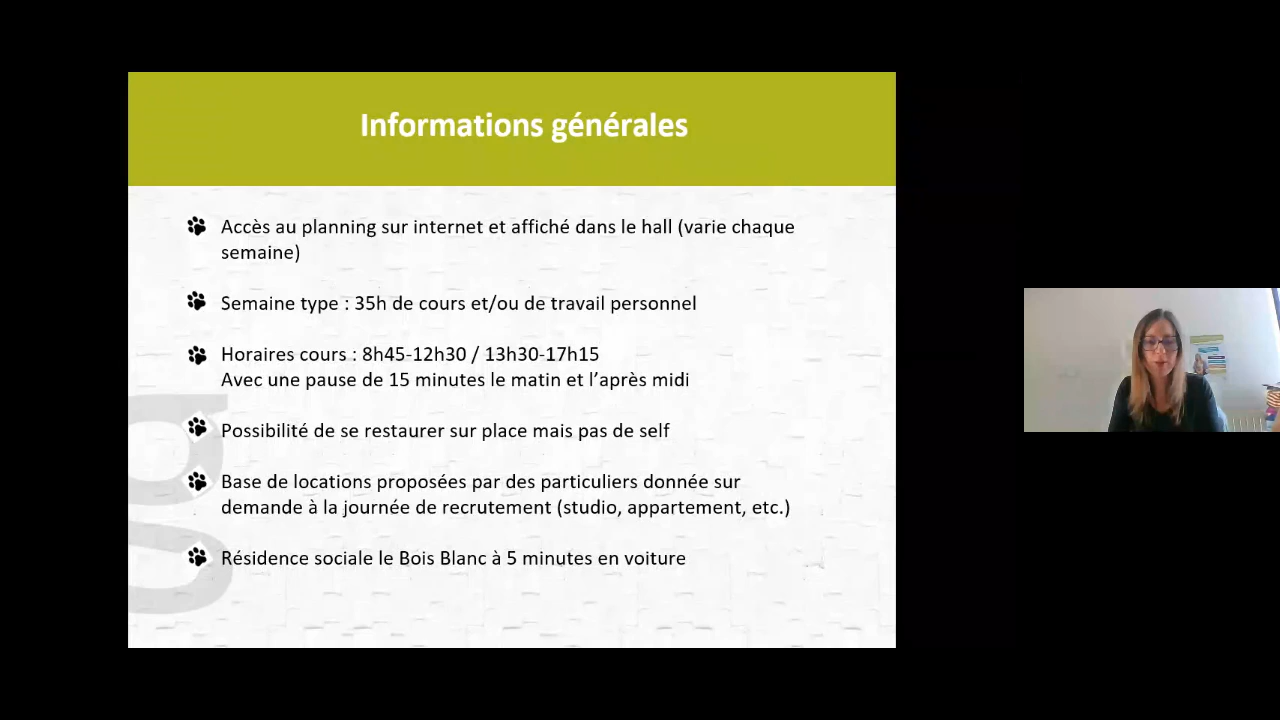 Informations générales
Accès au planning sur internet et affiché dans le hall (varie chaque
semaine)
Semaine type : 35h de cours et/ou de travail personnel
Horaires cours : 8h45-12h30 / 13h30-17h15
Avec une pause de 15 minutes le matin et l’après midi
Possibilité de se restaurer sur place mais pas de self
Base de locations proposées par des particuliers donnée sur
demande à la journée de recrutement (studio, appartement, etc.)
Résidence sociale le Bois Blanc à 5 minutes en voiture